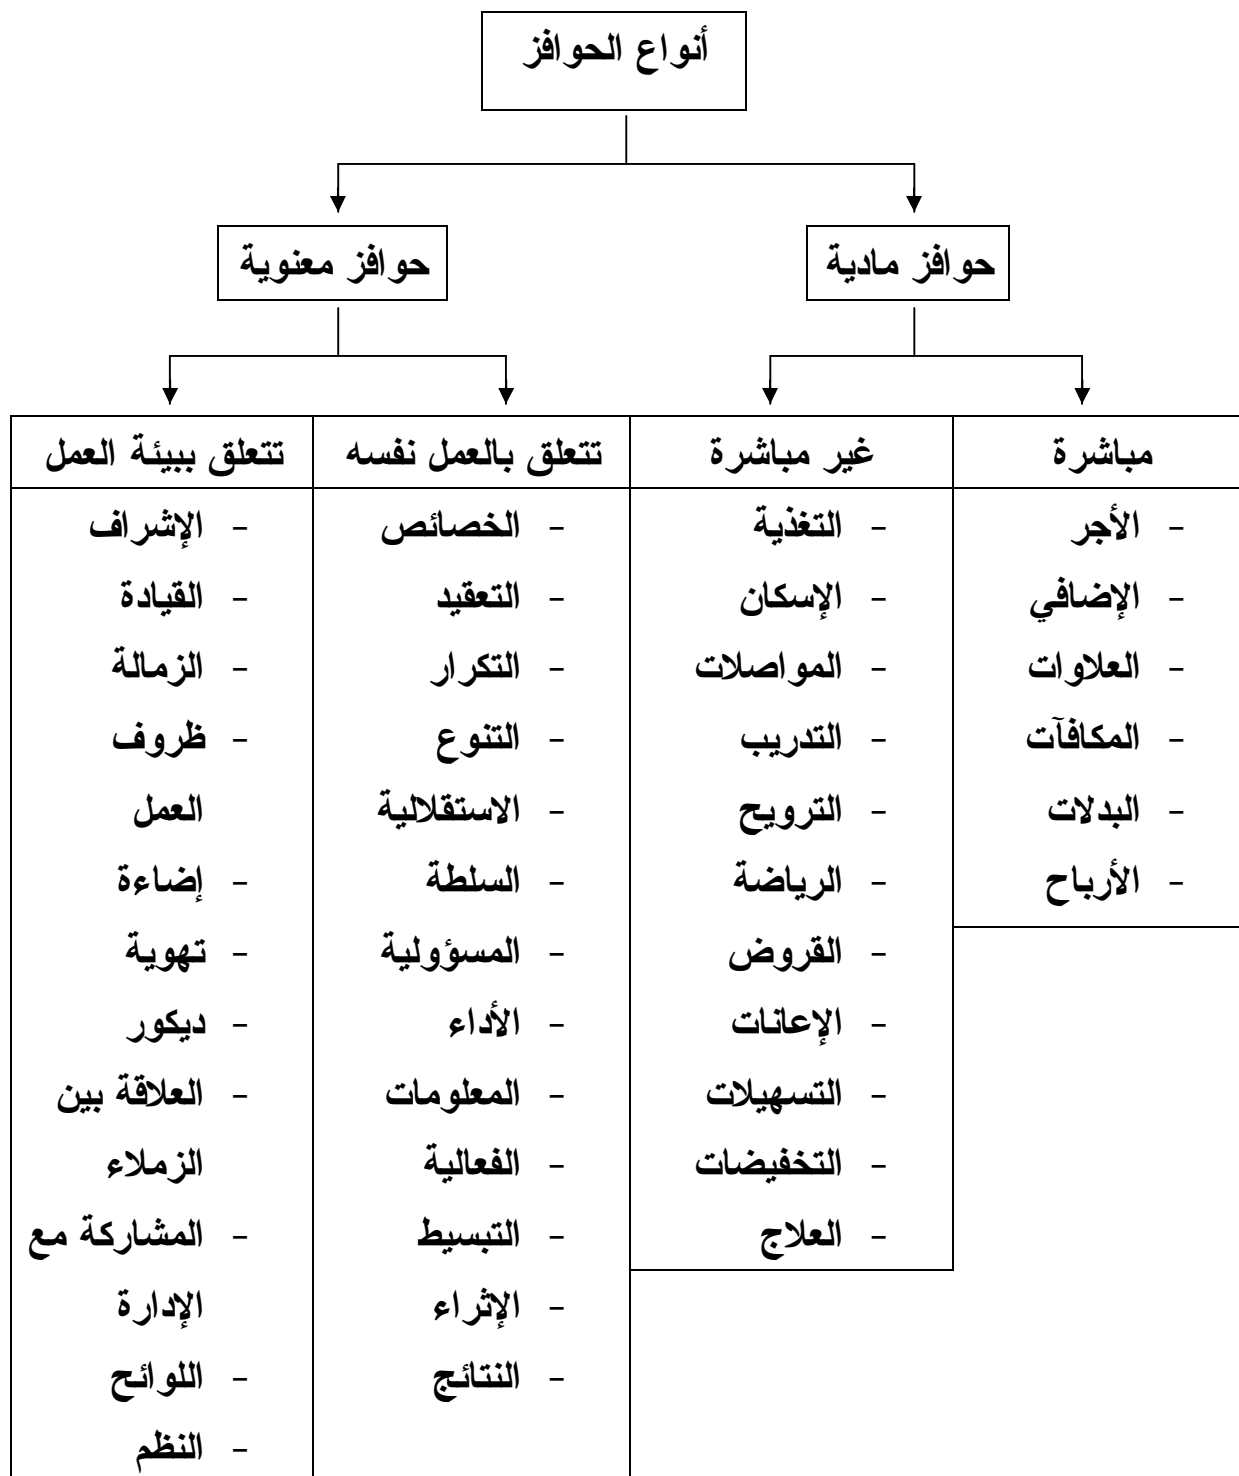 أنواع الحوافز
حوافز مادية
حوافز معنوية
مباشرة
- الأجر
- الإضافي
- العلاوات
- المكافآت
- البدلات
- الأرباح
غير مباشرة
- التغذية
- الإسكان
- المواصلات
- التدريب
- الترويح
- الرياضة
- القروض
- الإعانات
- التسهيلات
- التخفيضات
- العلاج
تتعلق بالعمل نفسه
- الخصائص
- التعقيد
- التكرار
- التنوع
- الاستقلالية
- السلطة
- المسؤولية
- الأداء
- المعلومات
- الفعالية
- التبسيط
- الإثراء
- النتائج
تتعلق ببيئة العمل
- الإشراف
- القيادة
- الزمالة
- ظروف
العمل
- إضاءة
- تهوية
- ديكور
- العلاقة بين
الزملاء
- المشاركة مع
الإدارة
- اللوائح
- النظم